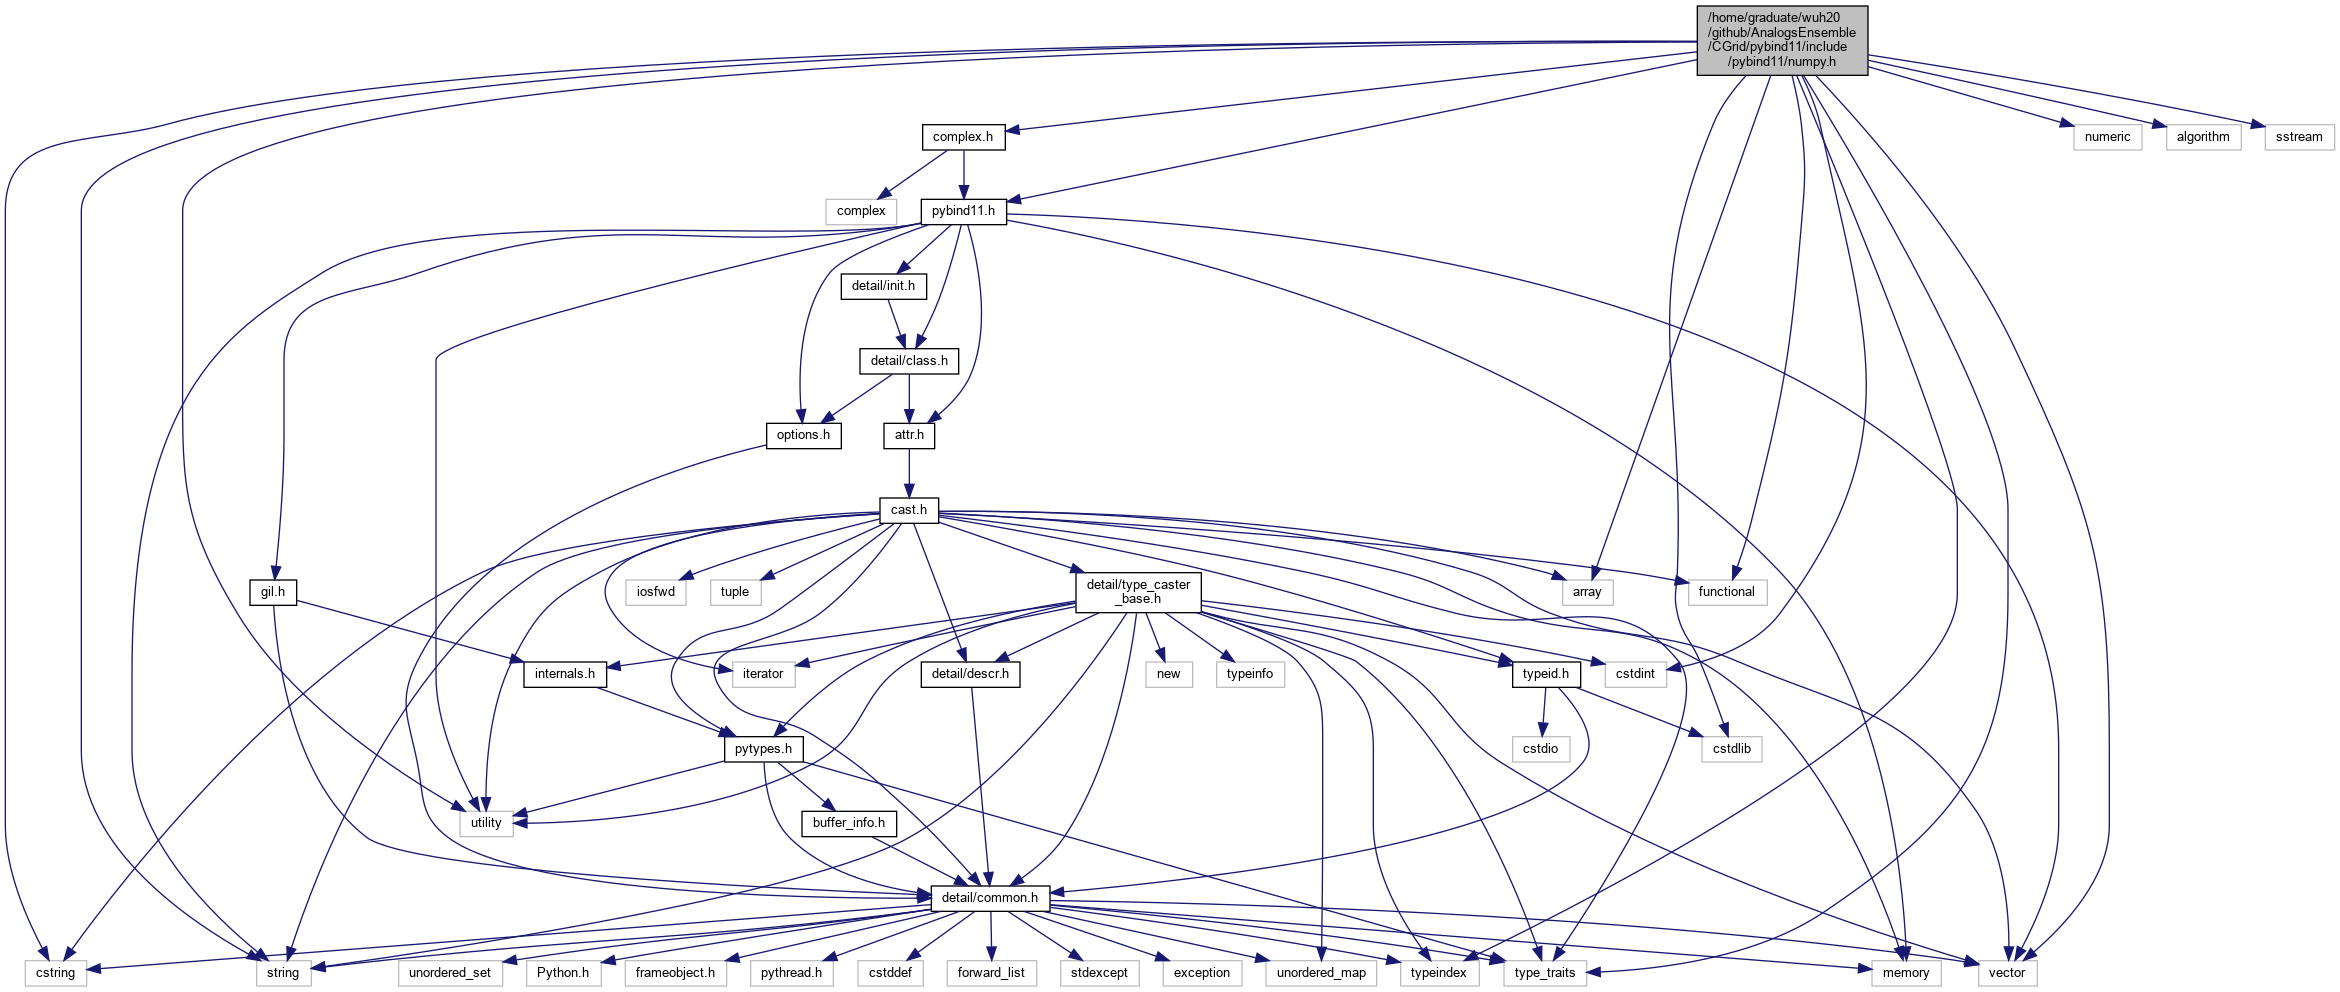 /home/graduate/wuh20
/github/AnalogsEnsemble
/CGrid/pybind11/include
/pybind11/numpy.h
complex.h
numeric
algorithm
sstream
complex
pybind11.h
detail/init.h
detail/class.h
options.h
attr.h
cast.h
gil.h
iosfwd
tuple
detail/type_caster
_base.h
array
functional
internals.h
iterator
detail/descr.h
new
typeinfo
typeid.h
cstdint
pytypes.h
cstdio
cstdlib
utility
buffer_info.h
detail/common.h
cstring
string
unordered_set
Python.h
frameobject.h
pythread.h
cstddef
forward_list
stdexcept
exception
unordered_map
typeindex
type_traits
memory
vector